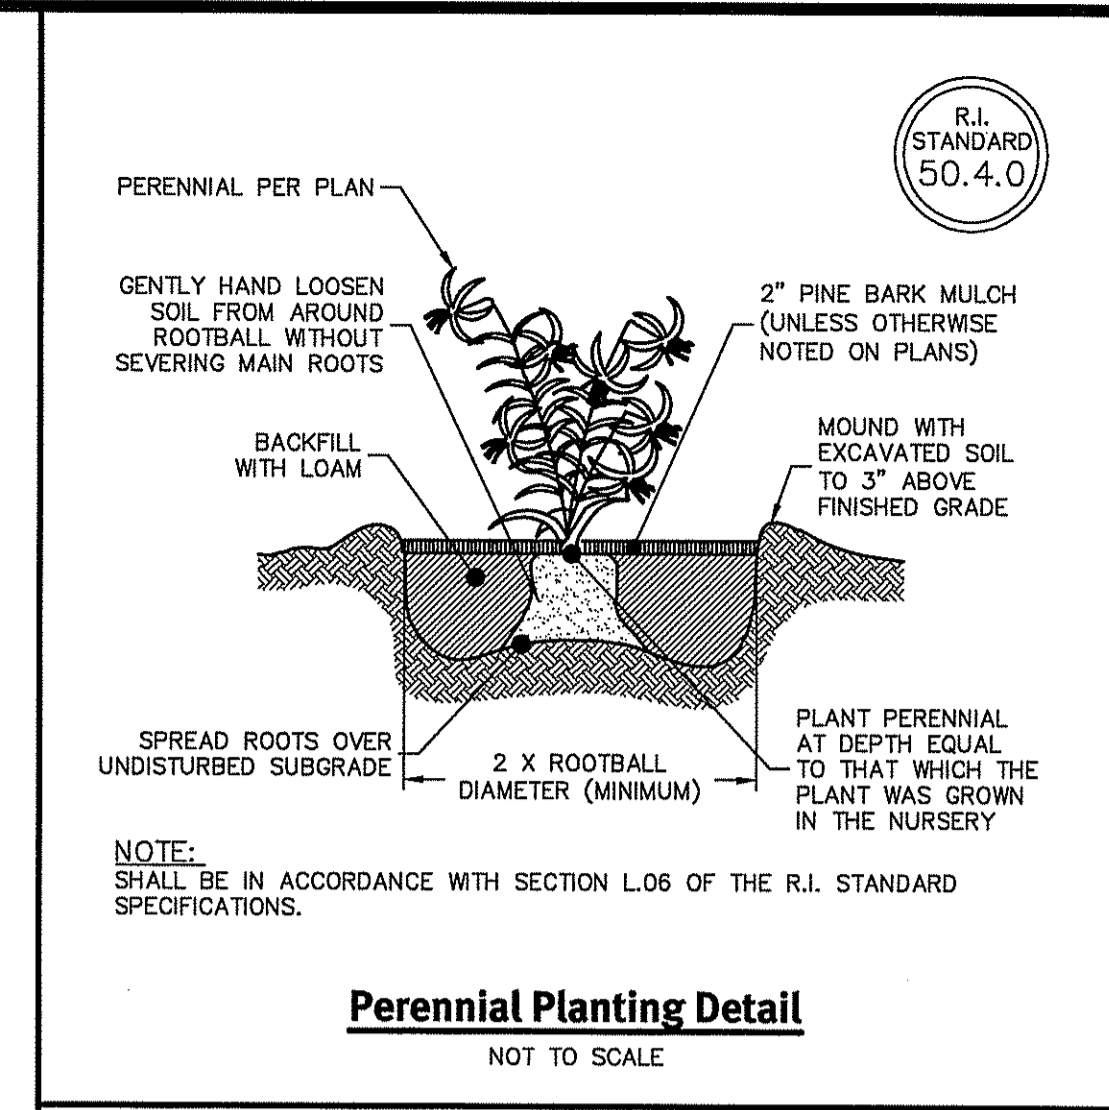 R.I.
STANDARD
50.4.0
PERENNIAL PER PLAN
GENTLY HAND LOOSEN
SOIL FROM AROUND
ROOTBALL WITHOUT
SEVERING MAIN ROOTS
2" PINE BARK MULCH
(UNLESS OTHERWISE
NOTED ON PLANS)
BACKFILL
WITH LOAM
MOUND WITH
EXCAVATED SOIL
TO 3" ABOVE
FINISHED GRADE
SPREAD ROOTS OVER
UNDISTURBED SUBGRADE
2 X ROOTBALL
DIAMETER (MINIMUM)
PLANT PERENNIAL
AT DEPTH EQUAL
TO THAT WHICH THE
PLANT WAS GROWN
IN THE NURSERY
NOTE:
SHALL BE IN ACCORDANCE WITH SECTION L.06 OF THE R.I. STANDARD
SPECIFICATIONS.
Perennial Planting Detail
NOT TO SCALE